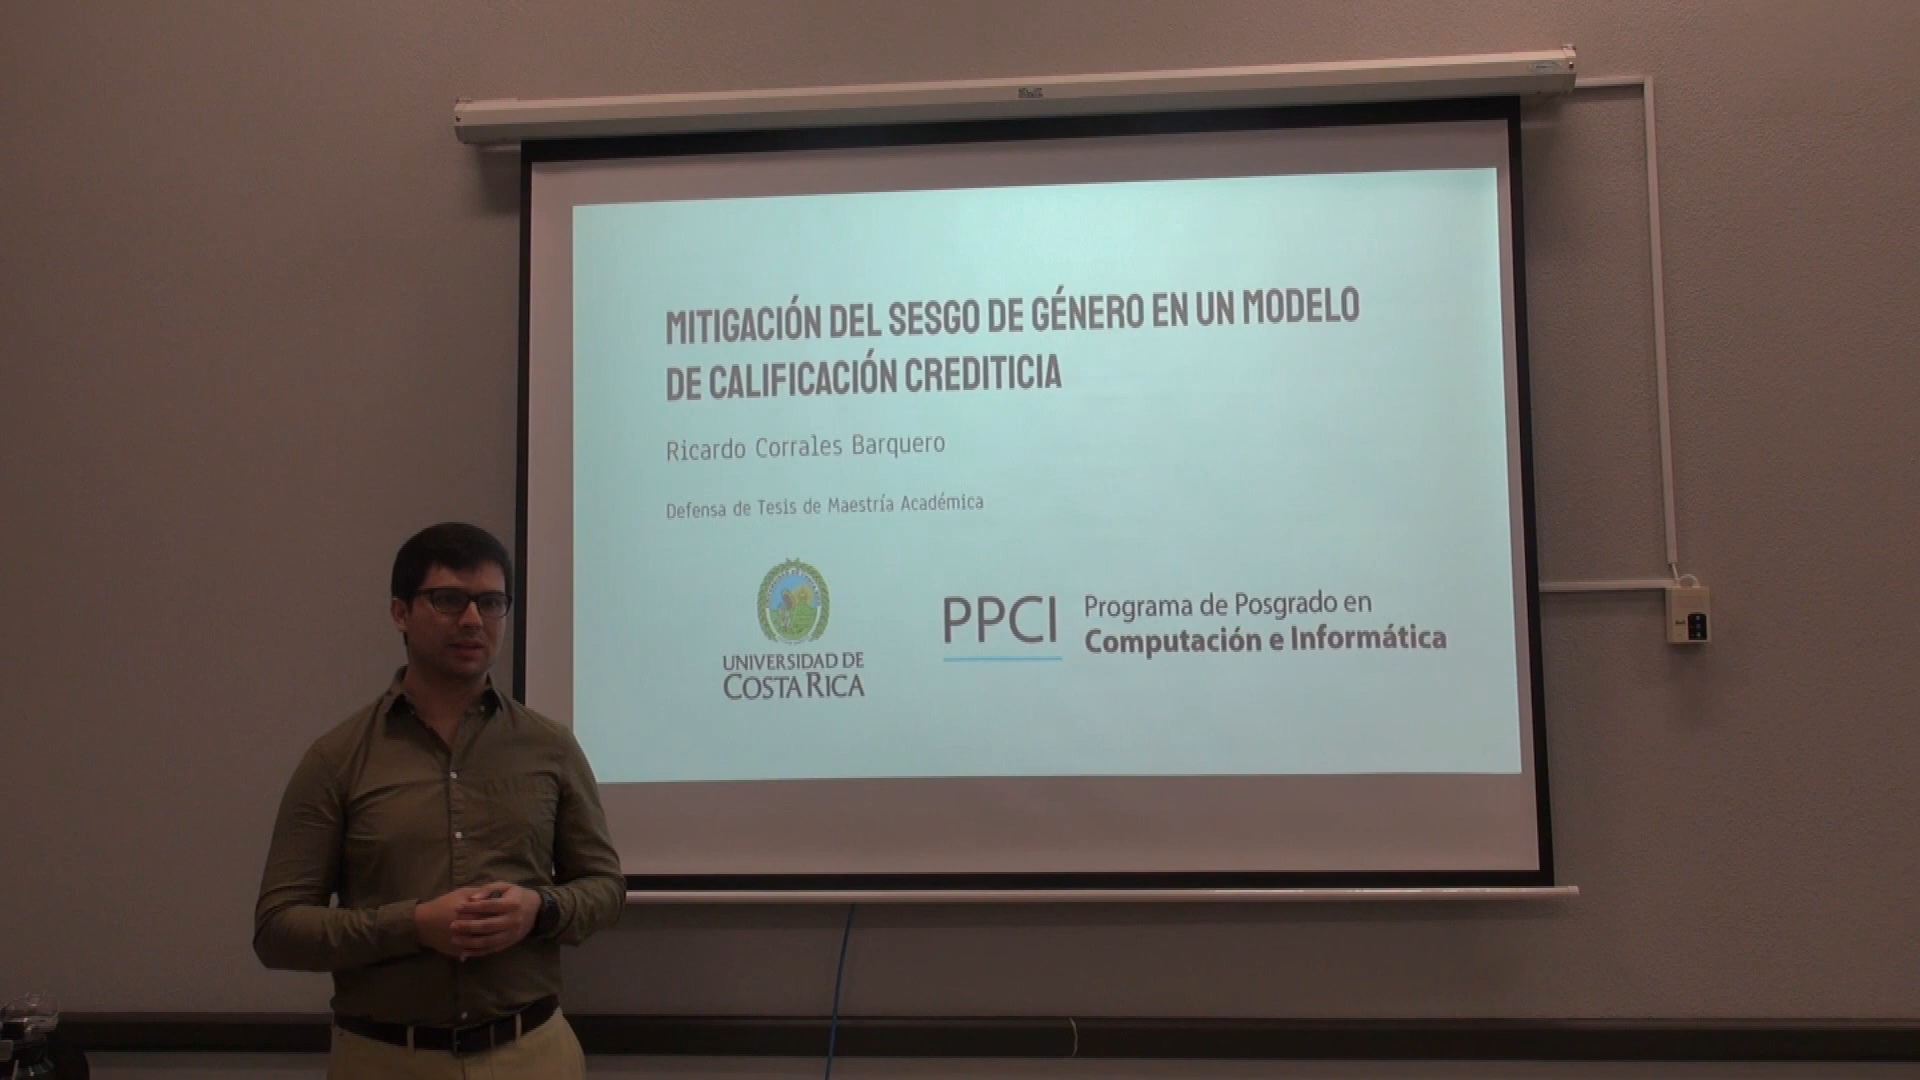 MITIGACIÓN DEL SESGO DE GÉNERO EN UN MODELO
DE CALIFICACIÓN CREDITICIA
Ricardo Corrales Barquero
Defensa de Tesis de Maestría Académica
UNIVERSIDAD DE
COSTA RICA
PPCI
Programa de Posgrado en
Computación e Informática